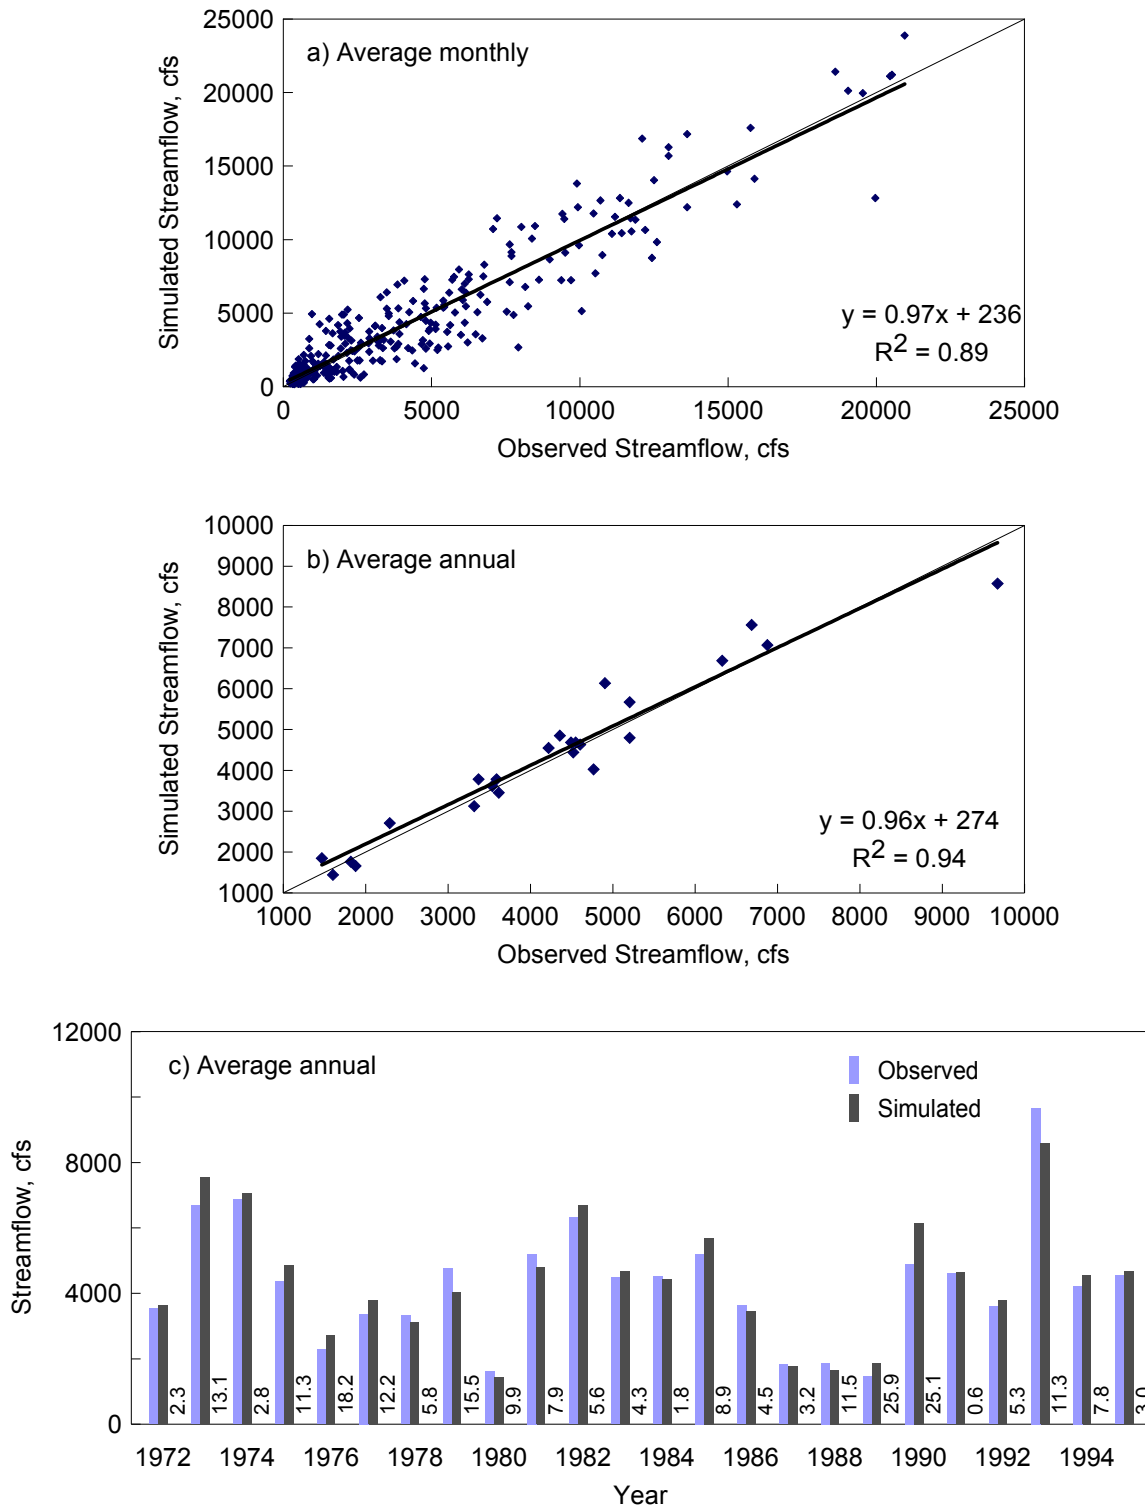 25000
20000
15000
10000
5000
0
Simulated Streamflow, cfs
a) Average monthly
y = 0.97x + 236
R2 = 0.89
0 5000 10000 15000 20000 25000
Observed Streamflow, cfs
10000
9000
8000
7000
6000
5000
4000
3000
2000
1000
Simulated Streamflow, cfs
b) Average annual
y = 0.96x + 274
R2 = 0.94
1000 2000 3000 4000 5000 6000 7000 8000 9000 10000
Observed Streamflow, cfs
12000
8000
4000
0
Streamflow, cfs
c) Average annual
Observed
Simulated
2.3 13.1 2.8 11.3 18.2 12.2 5.8 15.5 9.9 7.9 5.6 4.3 1.8 8.9 4.5 3.2 11.5 25.9 25.1 0.6 5.3 11.3 7.8
1972 1974 1976 1978 1980 1982 1984 1986 1988 1990 1992 1994
Year